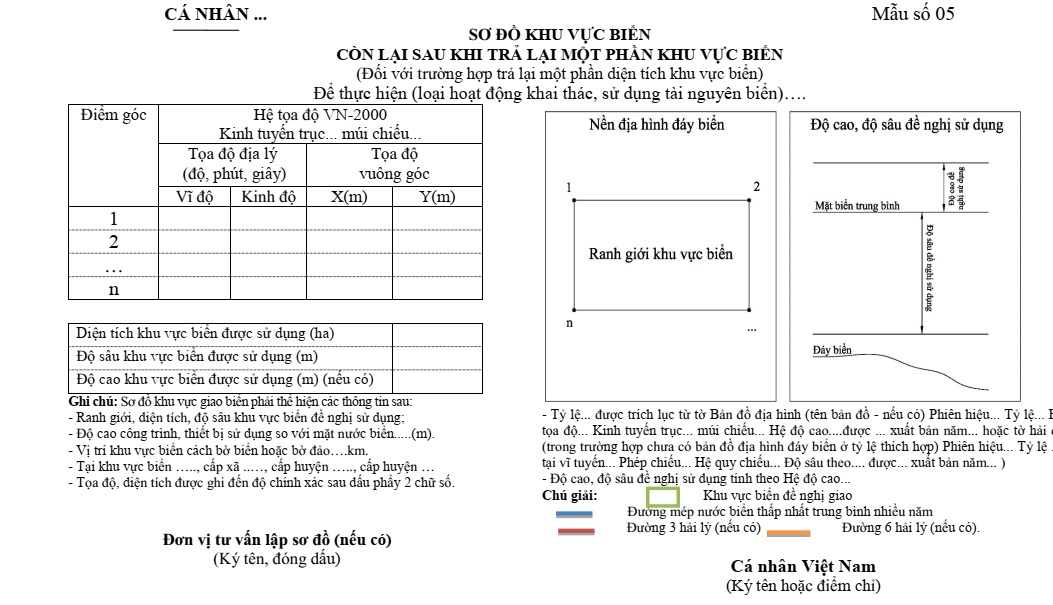 CÁ NHÂN ...
Mẫu số 05
SƠ ĐỒ KHU VỰC BIỂN
CÒN LẠI SAU KHI TRẢ LẠI MỘT PHẦN KHU VỰC BIỂN
(Đối với trường hợp trả lại một phần diện tích khu vực biển)
Để thực hiện (loại hoạt động khai thác, sử dụng tài nguyên biển)….
Điểm góc
Hệ tọa độ VN-2000
Kinh tuyến trục... múi chiếu...
Tọa độ địa lý
(độ, phút, giây)
Tọa độ
vuông góc
Vĩ độ
Kinh độ
X(m)
Y(m)
1
2
…
n
Diện tích khu vực biển được sử dụng (ha)
Độ sâu khu vực biển được sử dụng (m)
Độ cao khu vực biển được sử dụng (m) (nếu có)
Ghi chú: Sơ đồ khu vực giao biển phải thể hiện các thông tin sau:
- Ranh giới, diện tích, độ sâu khu vực biển đề nghị sử dụng;
- Độ cao công trình, thiết bị sử dụng so với mặt nước biển.....(m).
- Vị trí khu vực biển cách bờ biển hoặc bờ đảo….km.
- Tại khu vực biển ….., cấp xã ..…., cấp huyện ….., cấp huyện …
- Tọa độ, diện tích được ghi đến độ chính xác sau dấu phẩy 2 chữ số.
Đơn vị tư vấn lập sơ đồ (nếu có)
(Ký tên, đóng dấu)
Nền địa hình đáy biển
1
2
Ranh giới khu vực biển
n
...
Độ cao, độ sâu đề nghị sử dụng
Độ cao đề
nghị sử dụng
Mặt biển trung bình
Độ sâu đề nghị sử dụng
Đáy biển
- Tỷ lệ... được trích lục từ tờ Bản đồ địa hình (tên bản đồ - nếu có) Phiên hiệu... Tỷ lệ...
tọa độ... Kinh tuyến trục... múi chiếu... Hệ độ cao....được ... xuất bản năm... hoặc tờ hải
(trong trường hợp chưa có bản đồ địa hình đáy biển ở tỷ lệ thích hợp) Phiên hiệu... Tỷ lệ
tại vĩ tuyến... Phép chiếu... Hệ quy chiếu... Độ sâu theo.... được... xuất bản năm... )
- Độ cao, độ sâu đề nghị sử dụng tính theo Hệ độ cao...
Chú giải:
Khu vực biển đề nghị giao
Đường mép nước biển thấp nhất trung bình nhiều năm
Đường 3 hải lý (nếu có)
Đường 6 hải lý (nếu có).
Cá nhân Việt Nam
(Ký tên hoặc điểm chỉ)